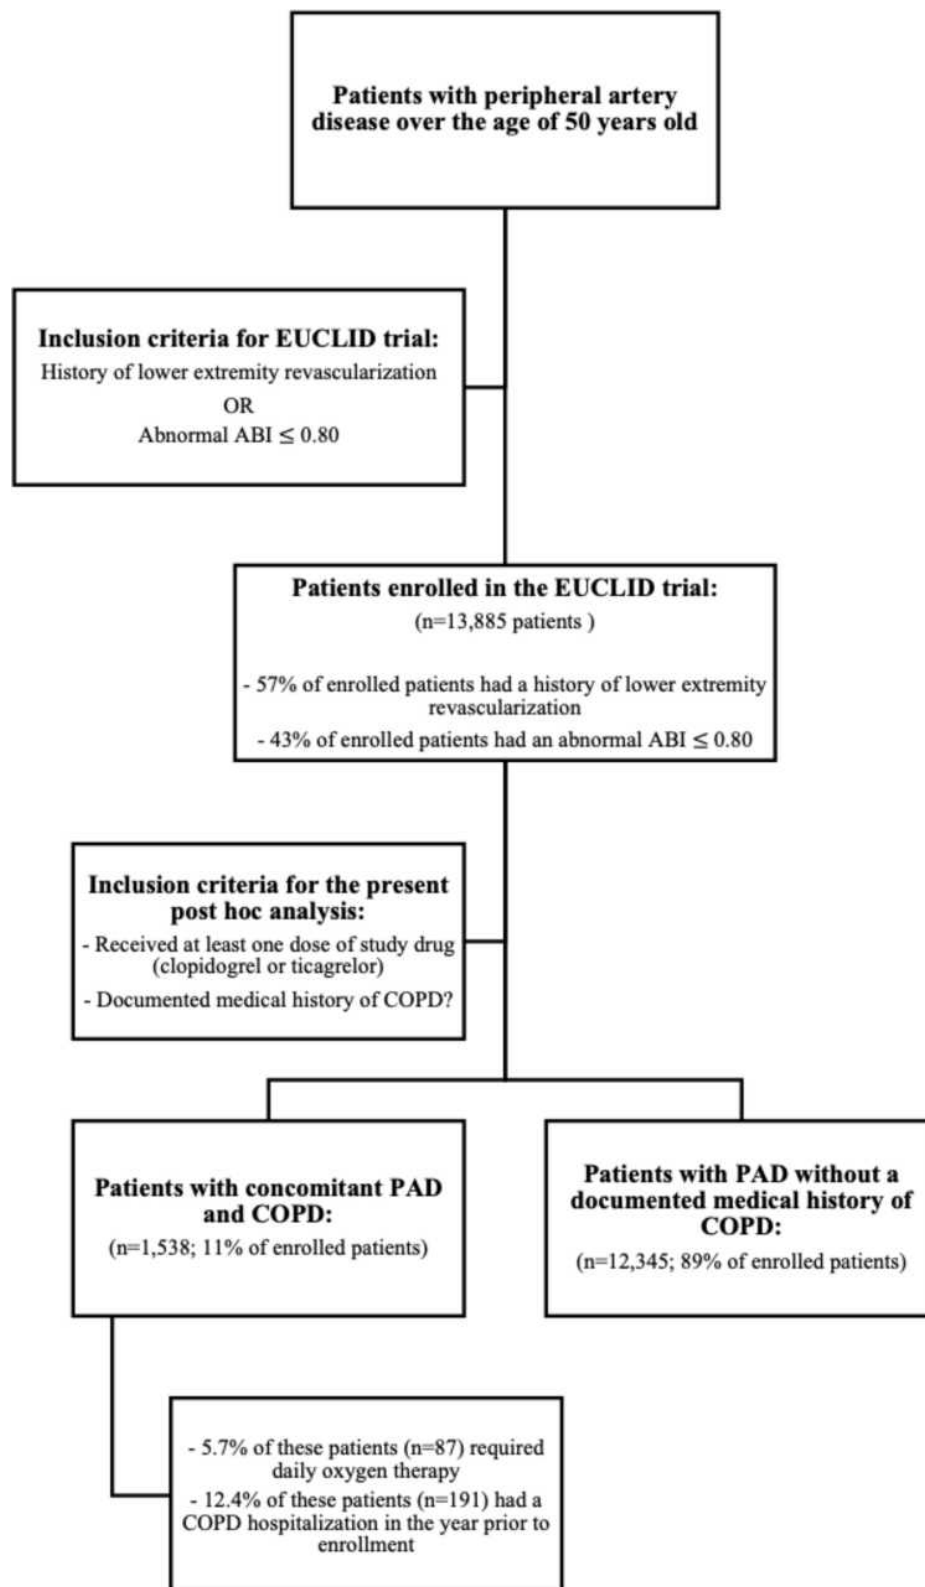 Patients with peripheral artery
disease over the age of 50 years old
Inclusion criteria for EUCLID trial:
History of lower extremity revascularization
OR
Abnormal ABI ≤ 0.80
Patients enrolled in the EUCLID trial:
(n=13,885 patients )
- 57% of enrolled patients had a history of lower extremity
revascularization
- 43% of enrolled patients had an abnormal ABI ≤ 0.80
Inclusion criteria for the present
post hoc analysis:
- Received at least one dose of study drug
(clopidogrel or ticagrelor)
- Documented medical history of COPD?
Patients with concomitant PAD
and COPD:
(n=1,538; 11% of enrolled patients)
Patients with PAD without a
documented medical history of
COPD:
(n=12,345; 89% of enrolled patients)
- 5.7% of these patients (n=87) required
daily oxygen therapy
- 12.4% of these patients (n=191) had a
COPD hospitalization in the year prior to
enrollment